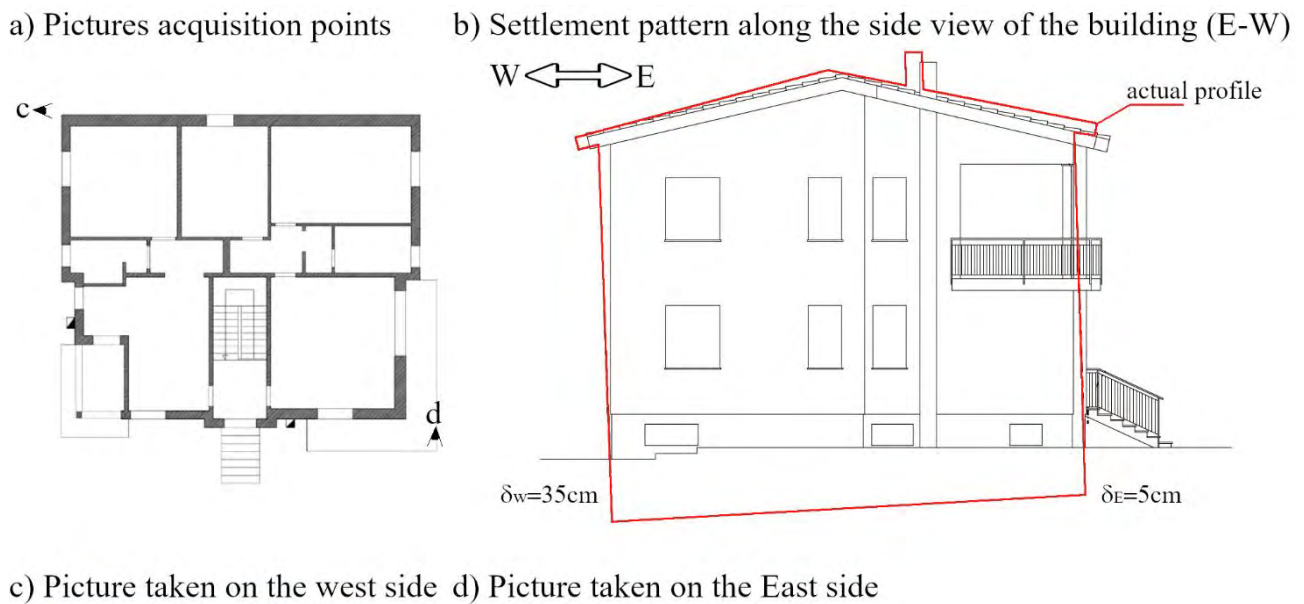 a) Pictures acquisition points
b) Settlement pattern along the side view of the building (E-W)
W E
actual profile
c
d
δW=35cm
δE=5cm
c) Picture taken on the west side
d) Picture taken on the East side